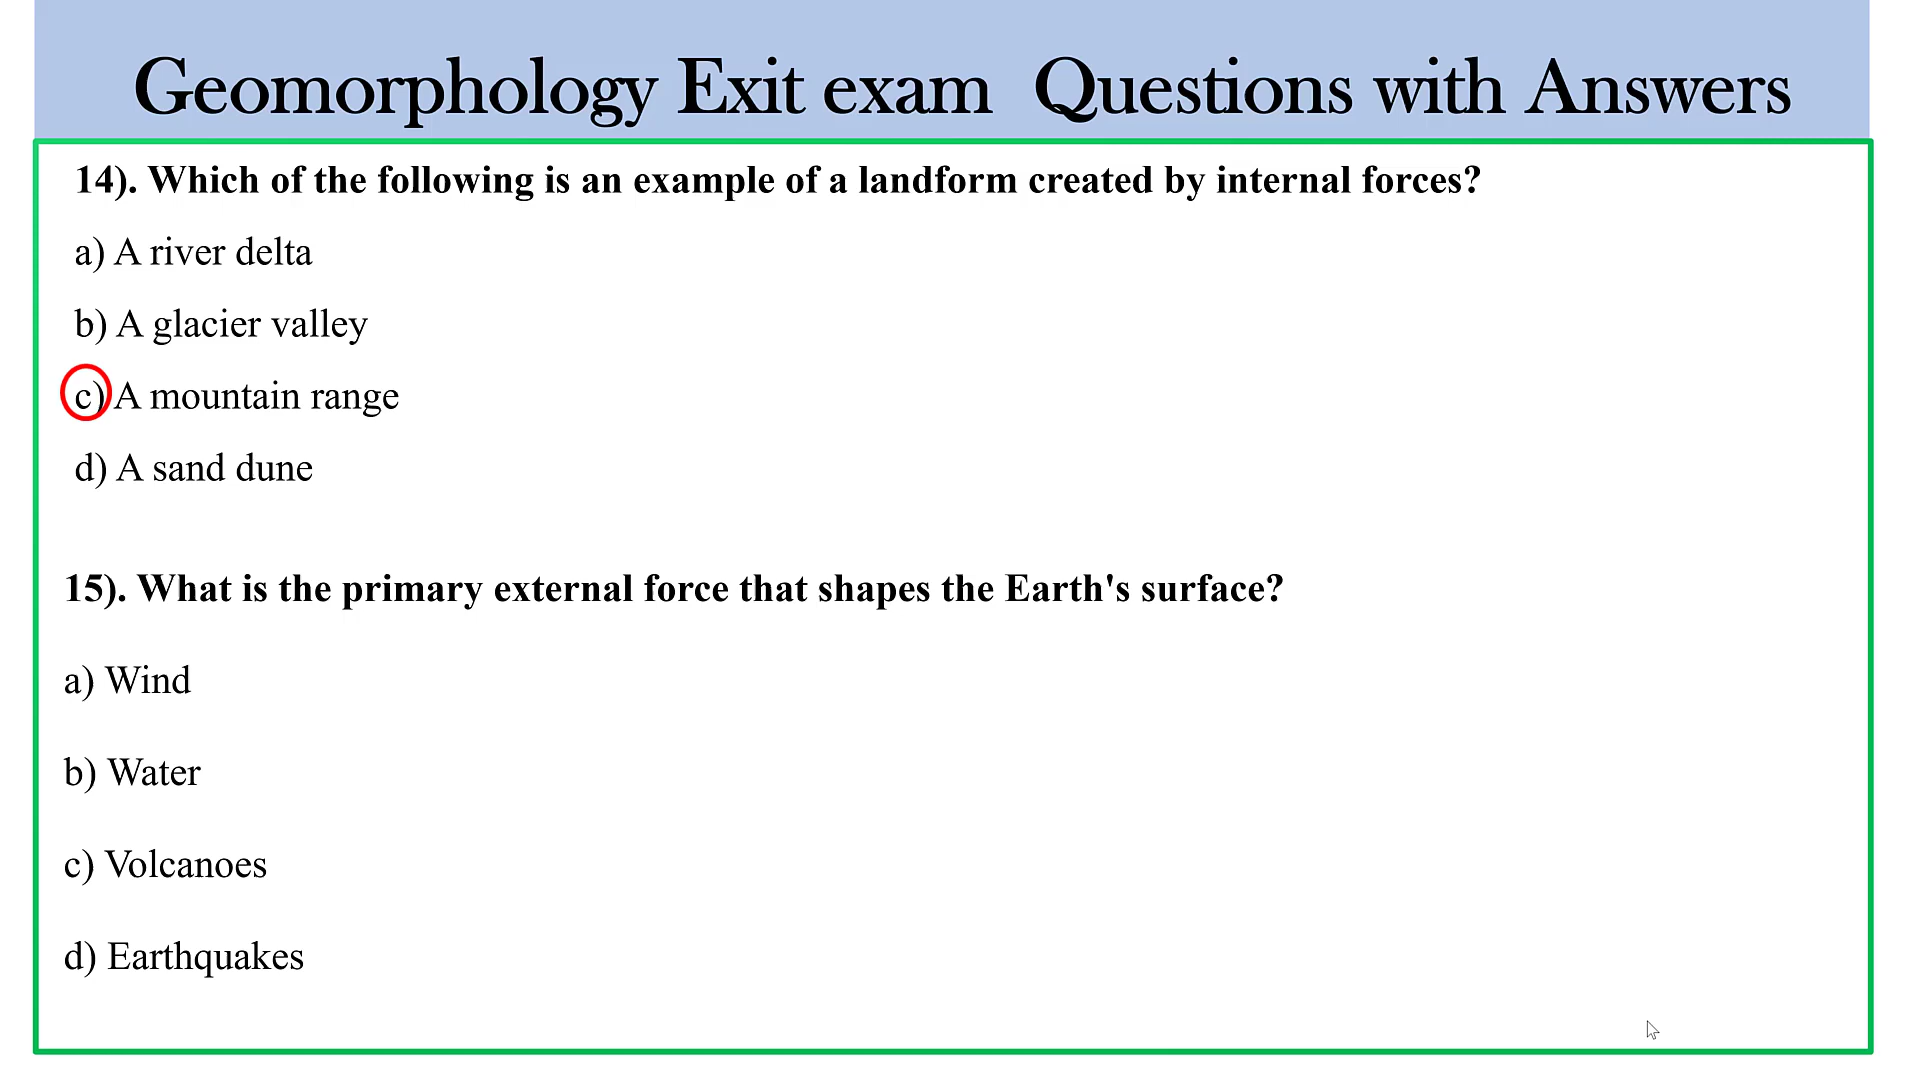 Geomorphology Exit exam Questions with Answers
14). Which of the following is an example of a landform created by internal forces?
a) A river delta
b) A glacier valley
c) A mountain range
d) A sand dune
15). What is the primary external force that shapes the Earth's surface?
a) Wind
b) Water
c) Volcanoes
d) Earthquakes